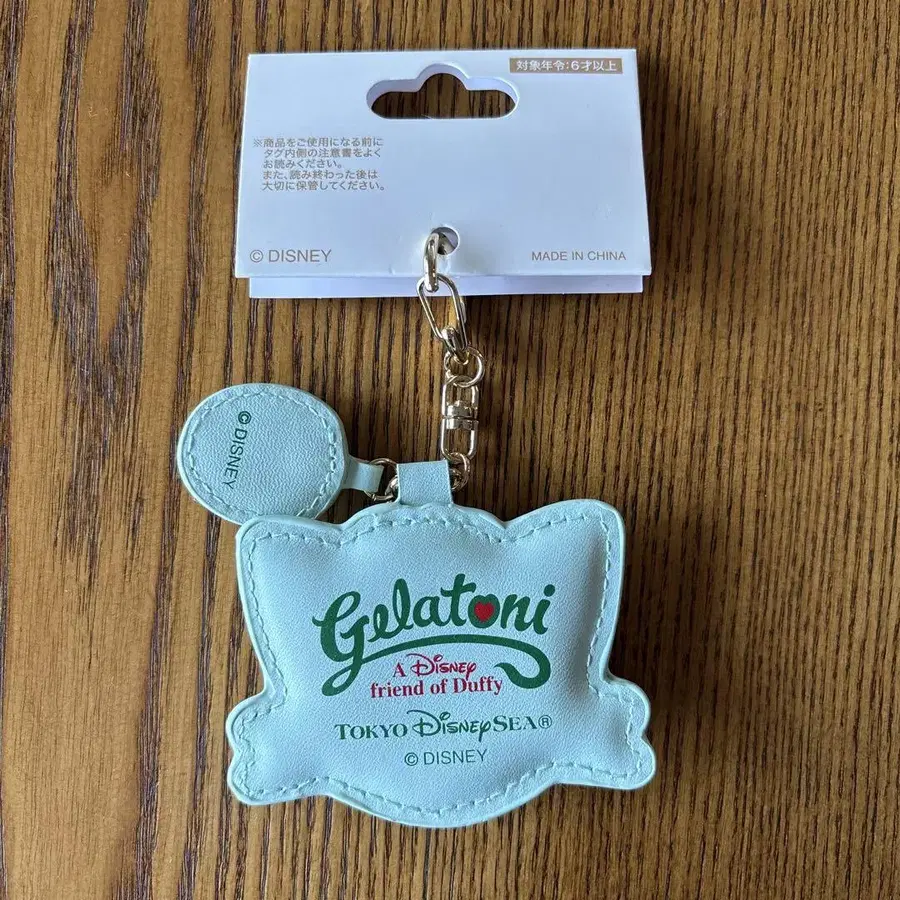 対象年令:6才以上
※商品をご使用になる前に
タグ内側の注意書をよく
お読みください。
また、読み終わった後は
大切に保管してください。
© DISNEY
MADE IN CHINA
© DISNEY
Gelatoni
A Disney
friend of Duffy
TOKYO DisneySEA®
© DISNEY